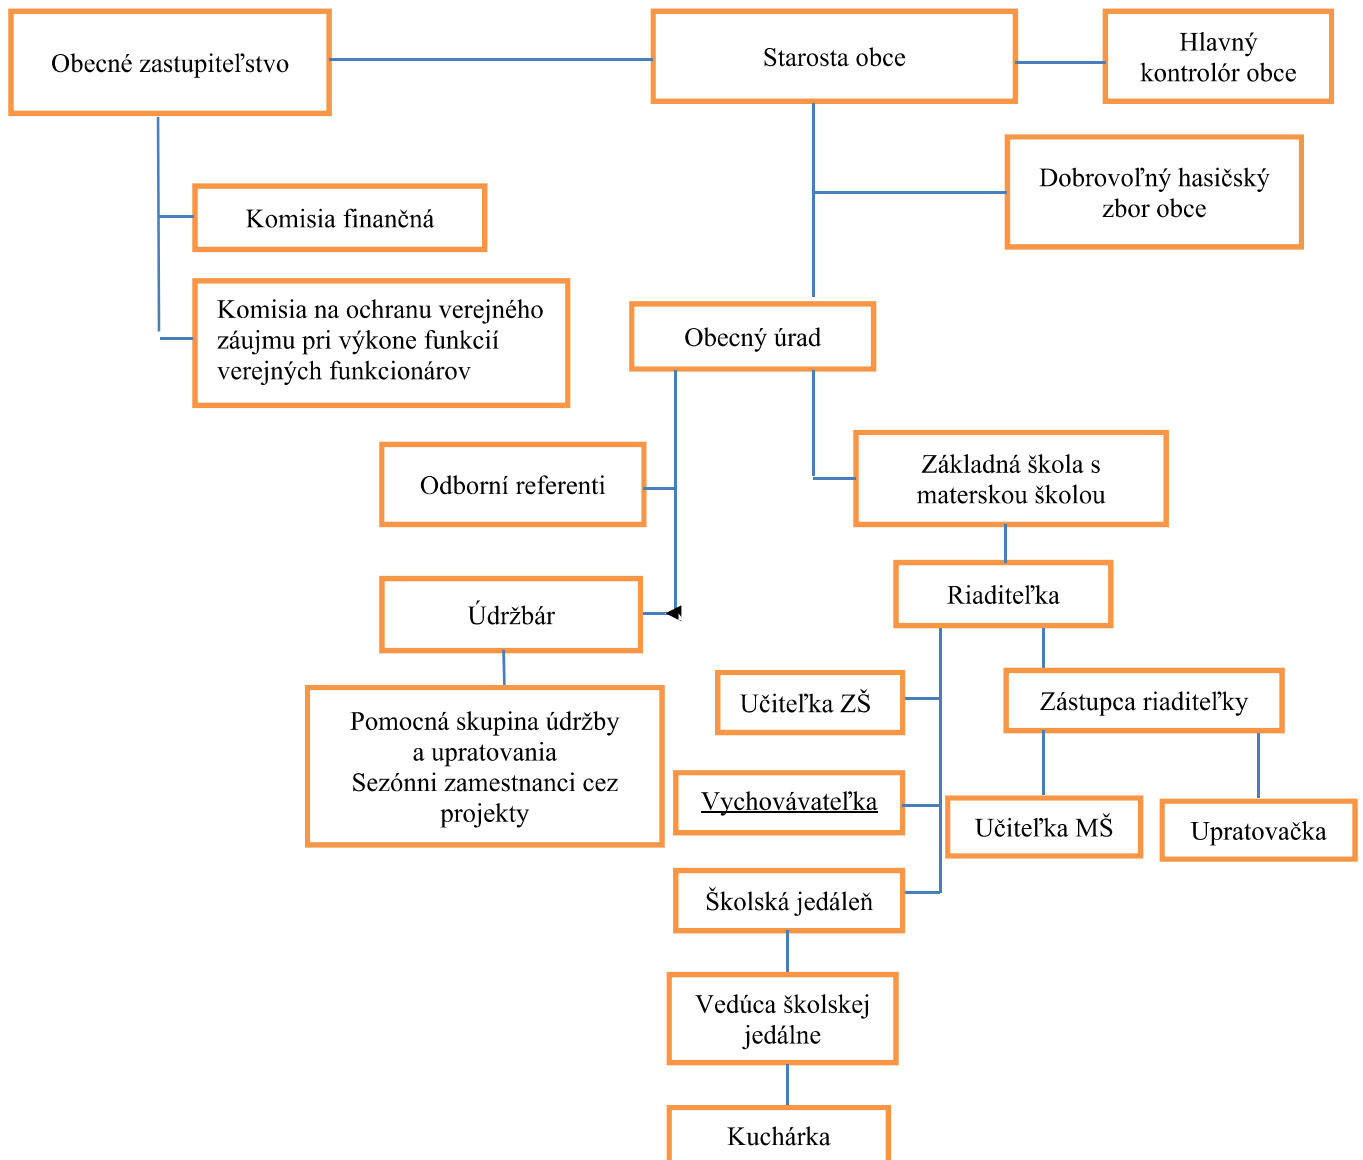 Obecné zastupiteľstvo
Starosta obce
Hlavný
kontrolór obce
Dobrovoľný hasičský
zbor obce
Komisia finančná
Komisia na ochranu verejného
záujmu pri výkone funkcií
verejných funkcionárov
Obecný úrad
Odborní referenti
Základná škola s
materskou školou
Údržbár
Riaditeľka
Pomocná skupina údržby
a upratovania
Sezónni zamestnanci cez
projekty
Učiteľka ZŠ
Zástupca riaditeľky
Vychovávateľka
Učiteľka MŠ
Upratovačka
Školská jedáleň
Vedúca školskej
jedálne
Kuchárka